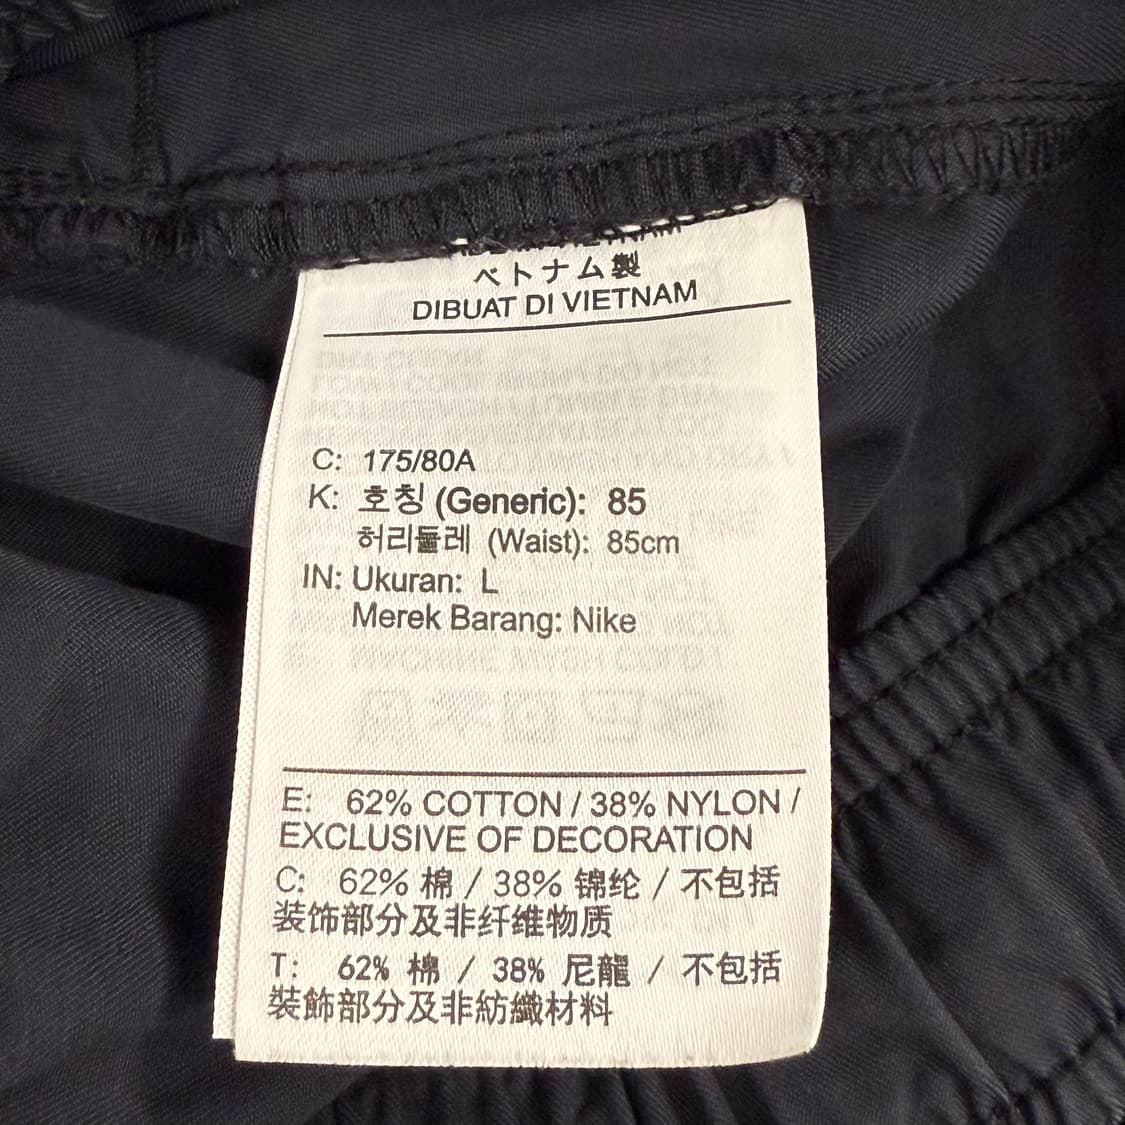 ベトナム製
DIBUAT DI VIETNAM
C: 175/80A
K: 호칭 (Generic): 85
허리둘레 (Waist): 85cm
IN: Ukuran: L
Merek Barang: Nike
E: 62% COTTON / 38% NYLON /
EXCLUSIVE OF DECORATION
C: 62% 棉 / 38% 锦纶 / 不包括
装饰部分及非纤维物质
T: 62% 棉 / 38% 尼龍 / 不包括
裝飾部分及非紡織材料